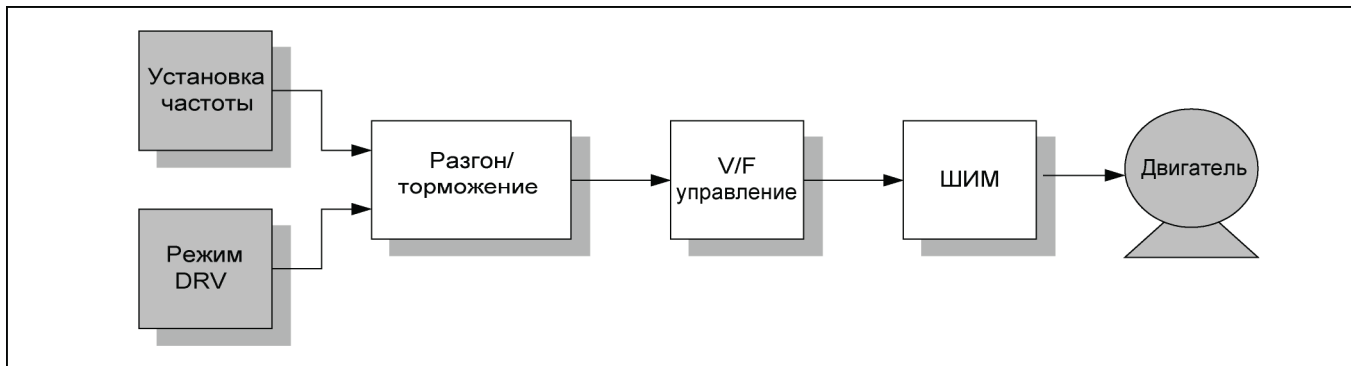 Установка
частоты
Режим
DRV
Разгон/
торможение
V/F
управление
ШИМ
Двигатель